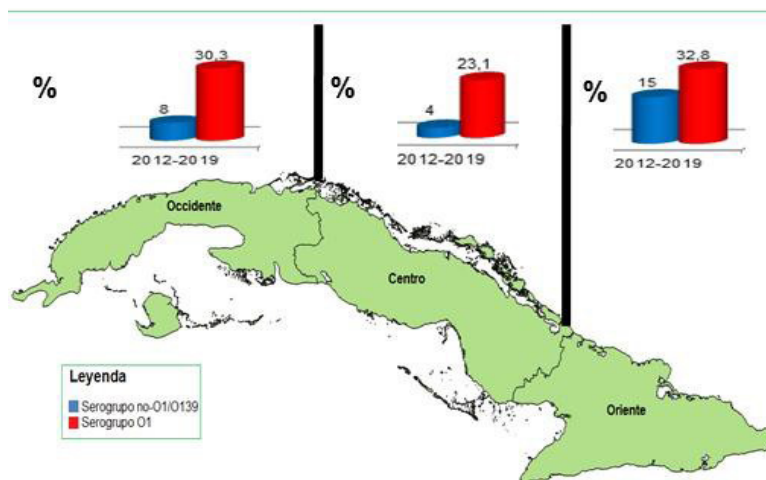 %
8
30,3
2012-2019
%
4
23,1
2012-2019
%
15
32,8
2012-2019
Occidente
Centro
Oriente
Leyenda
Serogrupo no-O1/O139
Serogrupo O1